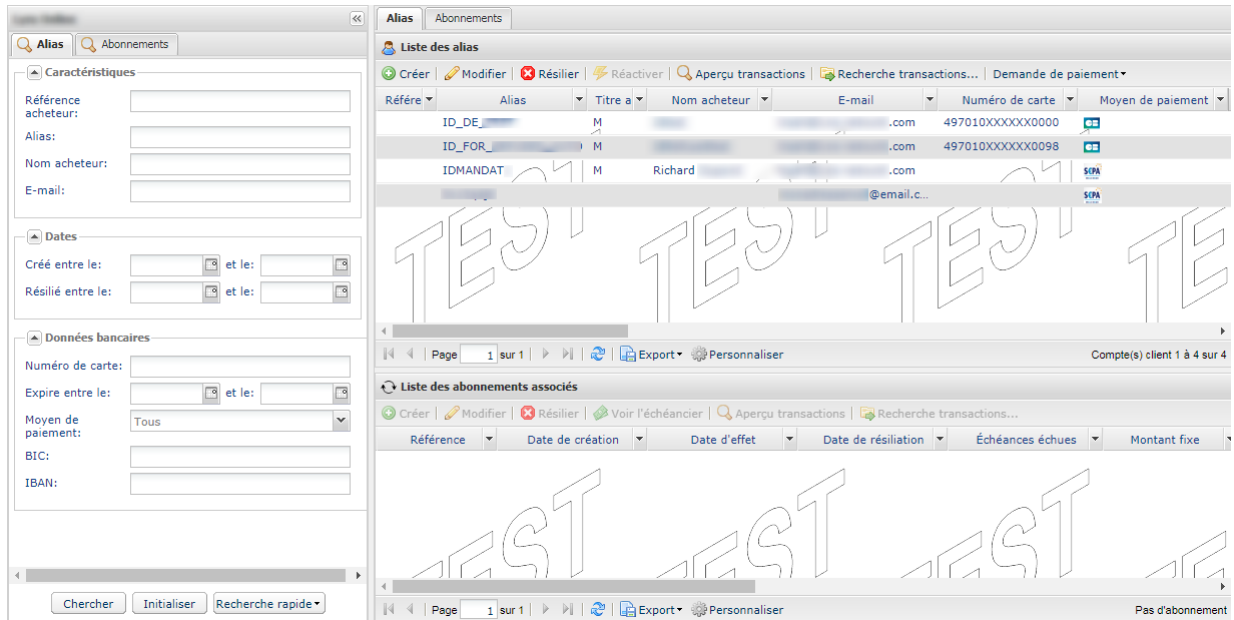 Alias Abonnements
Caractéristiques
Référence
acheteur:
Alias:
Nom acheteur:
E-mail:
Dates
Créé entre le: et le:
Résilié entre le: et le:
Données bancaires
Numéro de carte:
Expire entre le: et le:
Moyen de
paiement: Tous
BIC:
IBAN:
Chercher Initialiser Recherche rapide
Alias Abonnements
Liste des alias
Créer Modifier Résilier Réactiver Aperçu transactions Recherche transactions... Demande de paiement
Référe Alias Titre a Nom acheteur E-mail Numéro de carte Moyen de paiement
ID_DE_ M .com 497010XXXXXX0000 CB
ID_FOR_ M .com 497010XXXXXX0098 CB
IDMANDAT M Richard .com SEPA
@email.c... SEPA
TEST TEST TEST TEST
Page 1 sur 1 Export Personnaliser Compte(s) client 1 à 4 sur 4
Liste des abonnements associés
Créer Modifier Résilier Voir l'échéancier Aperçu transactions Recherche transactions...
Référence Date de création Date d'effet Date de résiliation Échéances échues Montant fixe
TEST TEST TEST
Page 1 sur 1 Export Personnaliser Pas d'abonnement